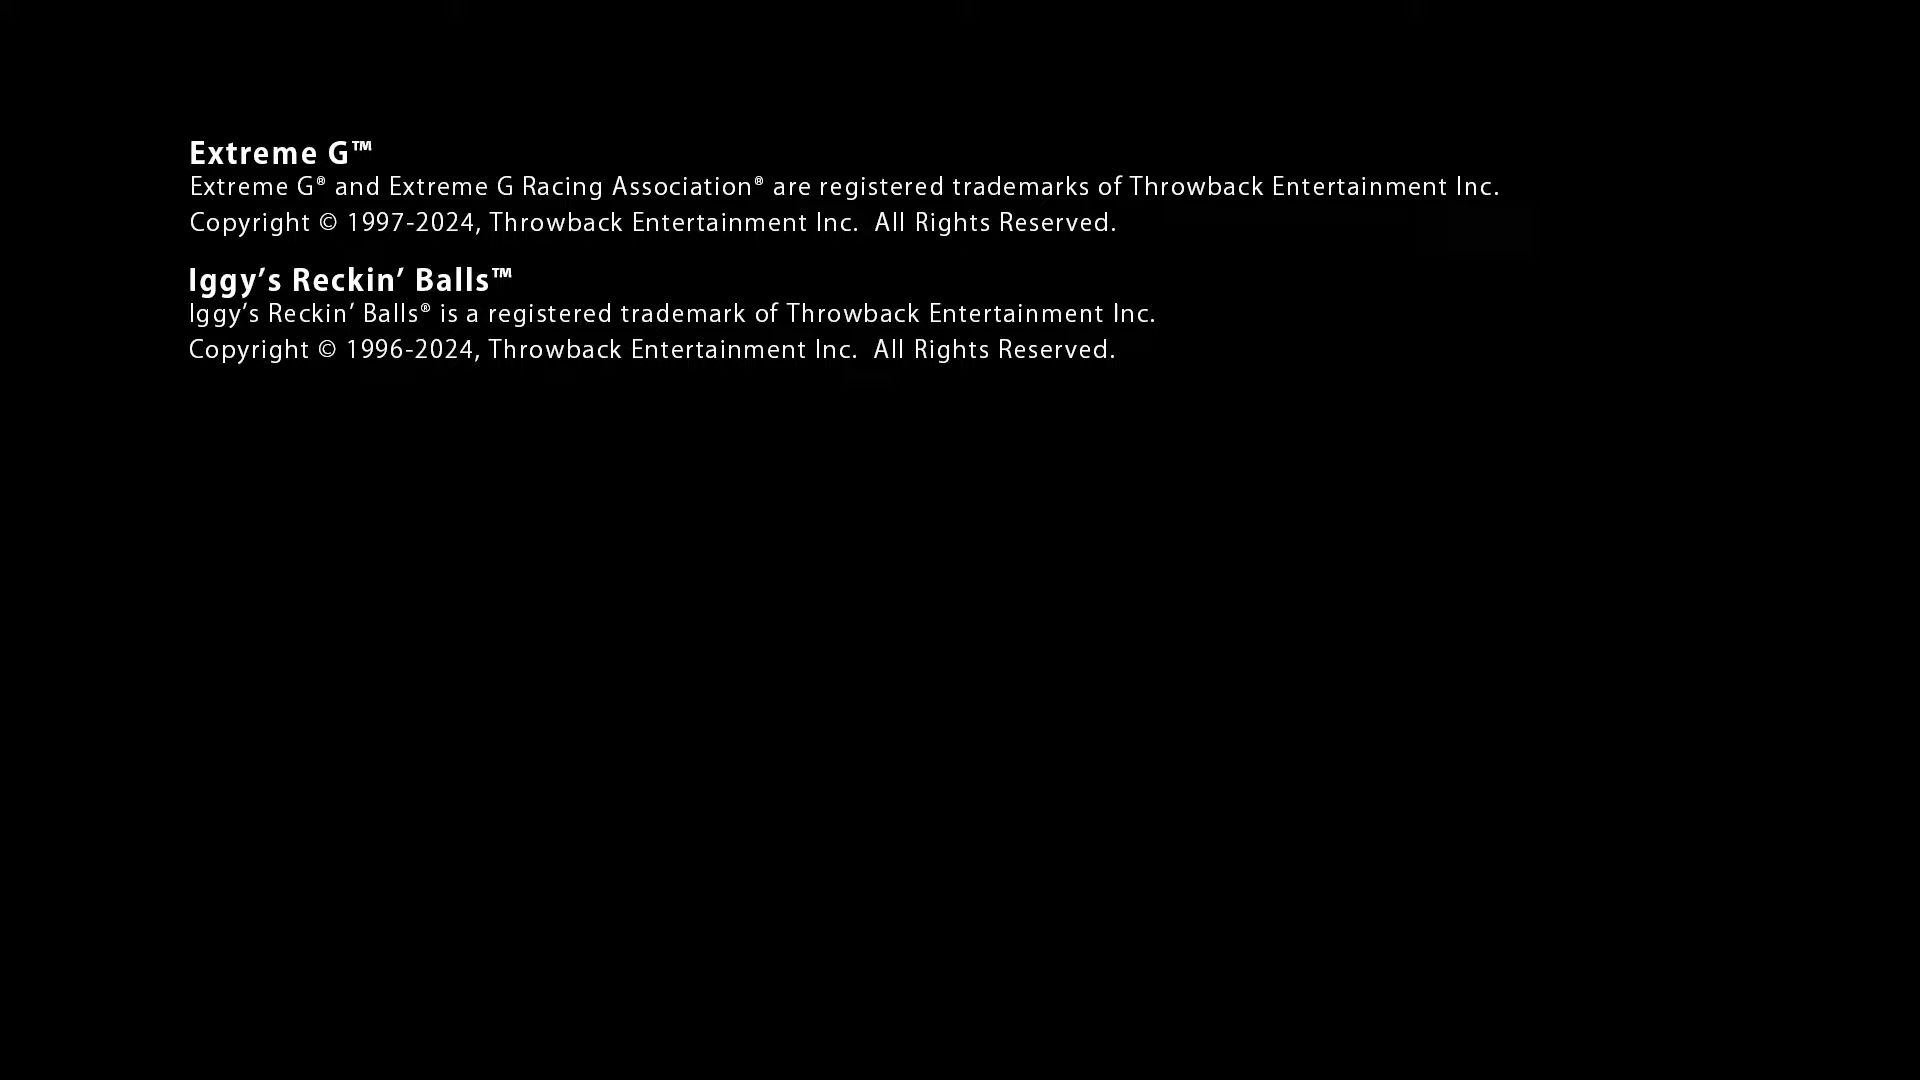 Extreme G™
Extreme G® and Extreme G Racing Association® are registered trademarks of Throwback Entertainment Inc.
Copyright © 1997-2024, Throwback Entertainment Inc.  All Rights Reserved.
Iggy’s Reckin’ Balls™
Iggy’s Reckin’ Balls® is a registered trademark of Throwback Entertainment Inc.
Copyright © 1996-2024, Throwback Entertainment Inc.  All Rights Reserved.